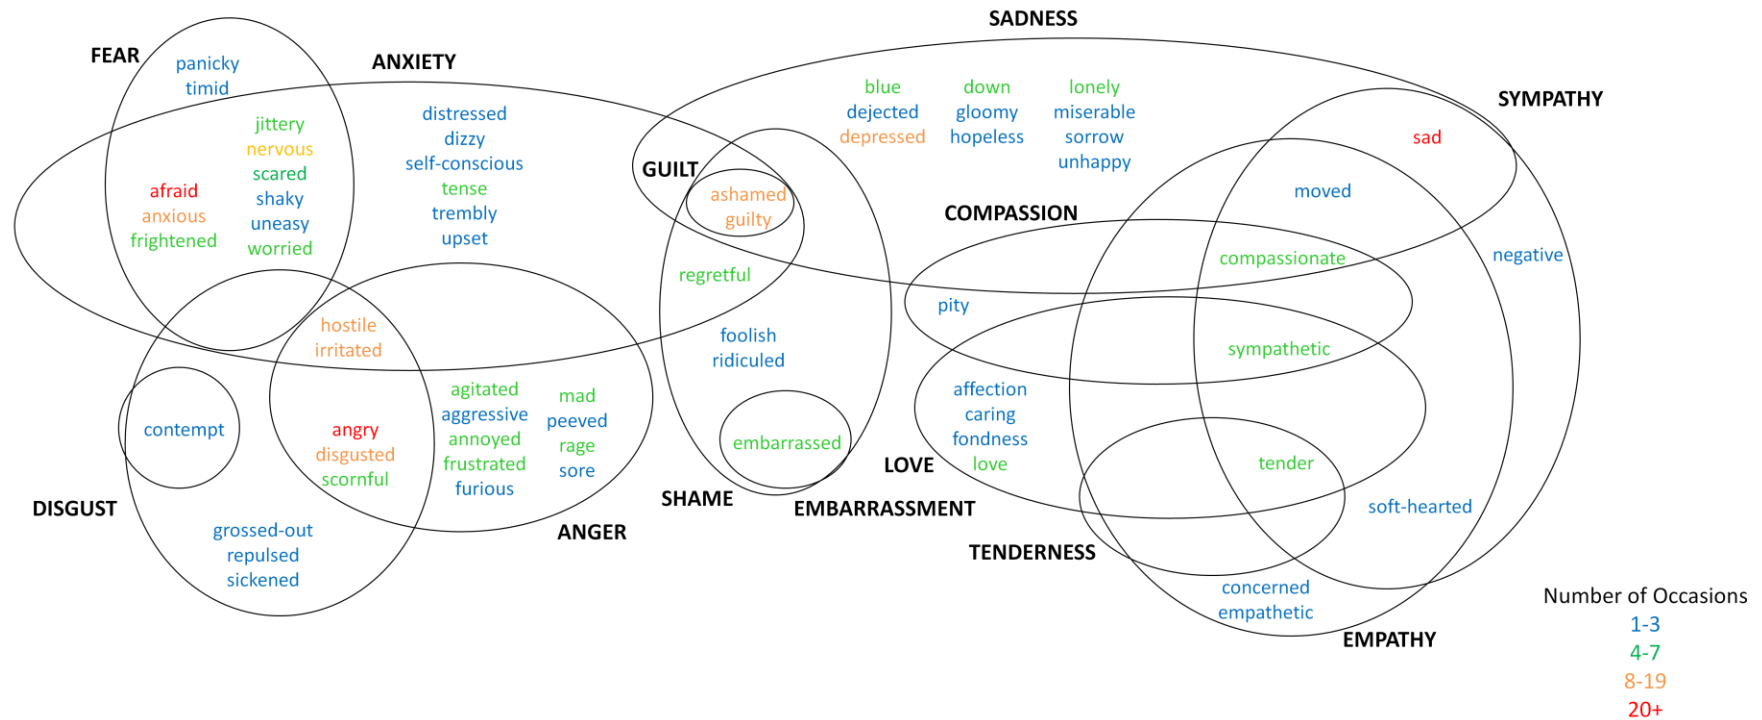 SADNESS
FEAR
ANXIETY
panicky
timid
blue
dejected
depressed
down
gloomy
hopeless
lonely
miserable
sorrow
unhappy
SYMPATHY
jittery
nervous
scared
shaky
uneasy
worried
afraid
anxious
frightened
distressed
dizzy
self-conscious
tense
trembly
upset
GUILT
ashamed
guilty
sad
moved
COMPASSION
compassionate
negative
regretful
pity
hostile
irritated
foolish
ridiculed
sympathetic
contempt
angry
disgusted
scornful
agitated
aggressive
annoyed
frustrated
furious
mad
peeved
rage
sore
embarrassed
affection
caring
fondness
love
LOVE
tender
DISGUST
SHAME
EMBARRASSMENT
soft-hearted
grossed-out
repulsed
sickened
ANGER
TENDERNESS
concerned
empathetic
EMPATHY
Number of Occasions
1-3
4-7
8-19
20+